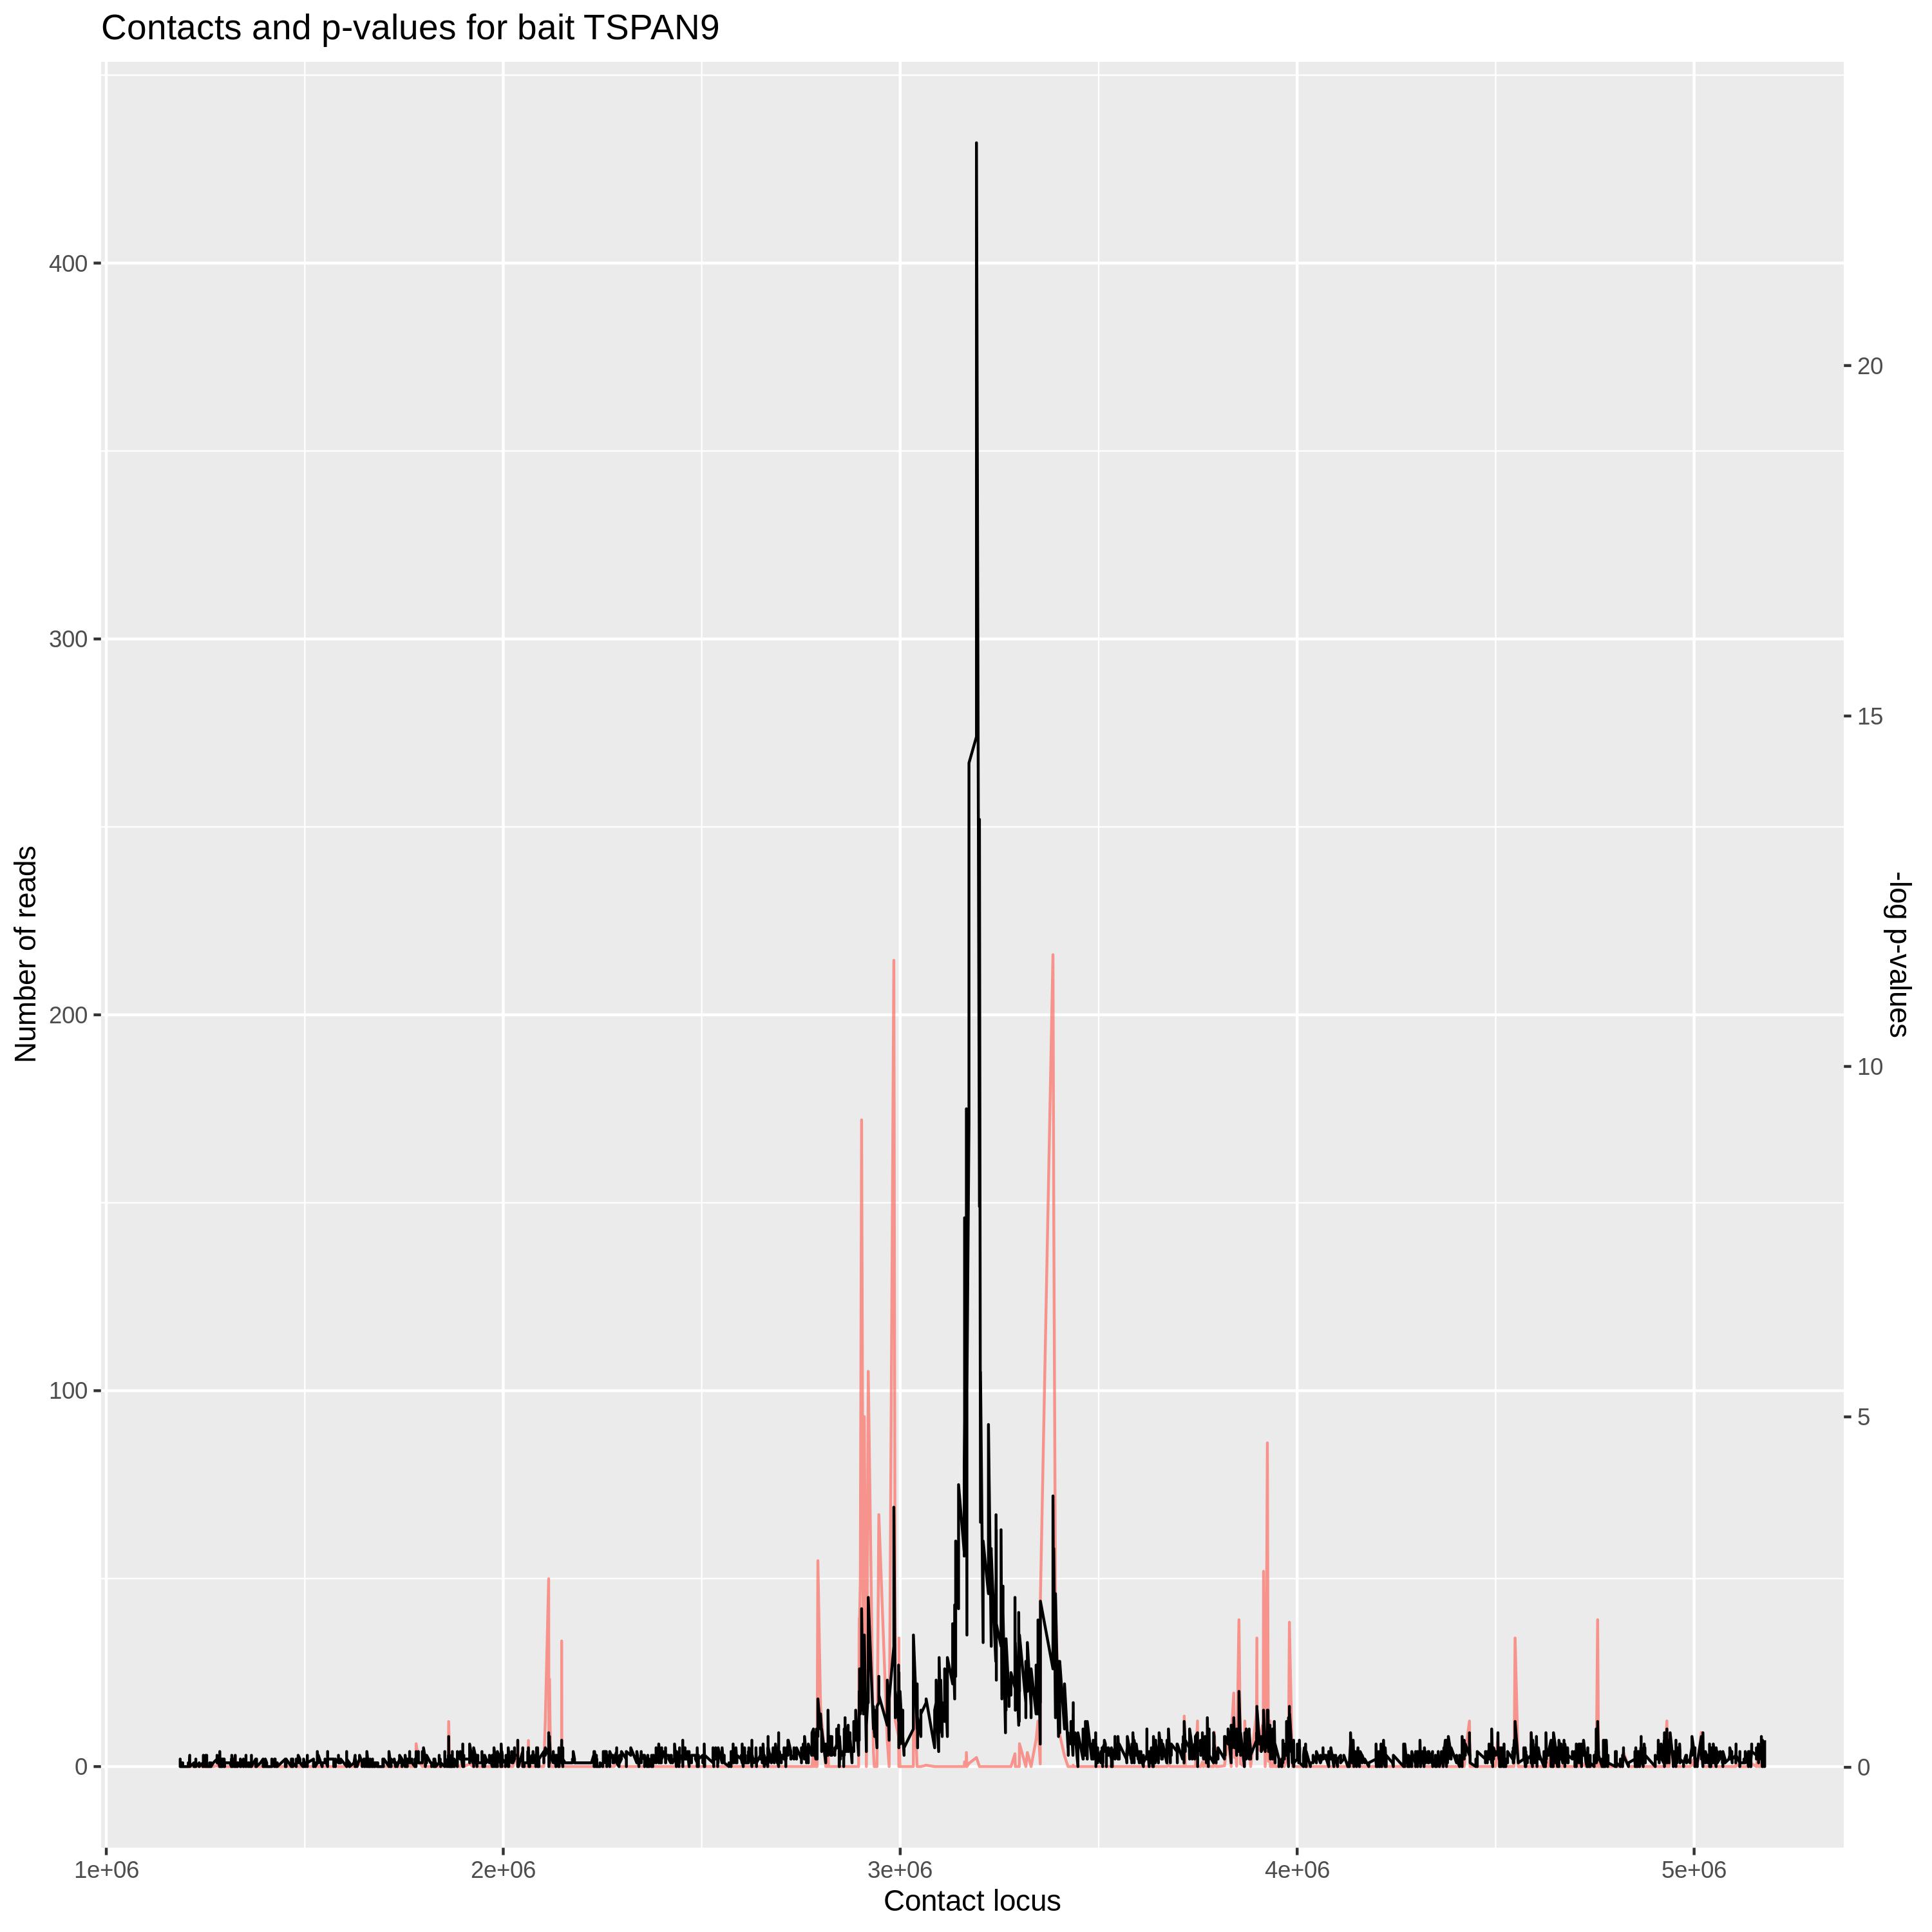 Contacts and p-values for bait TSPAN9
Number of reads
400
300
200
100
0
20
15
10
5
0
-log p-values
1e+06 2e+06 3e+06 4e+06 5e+06
Contact locus